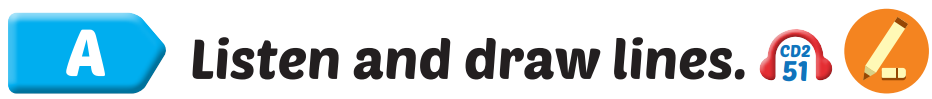 A Listen and draw lines. CD2
51